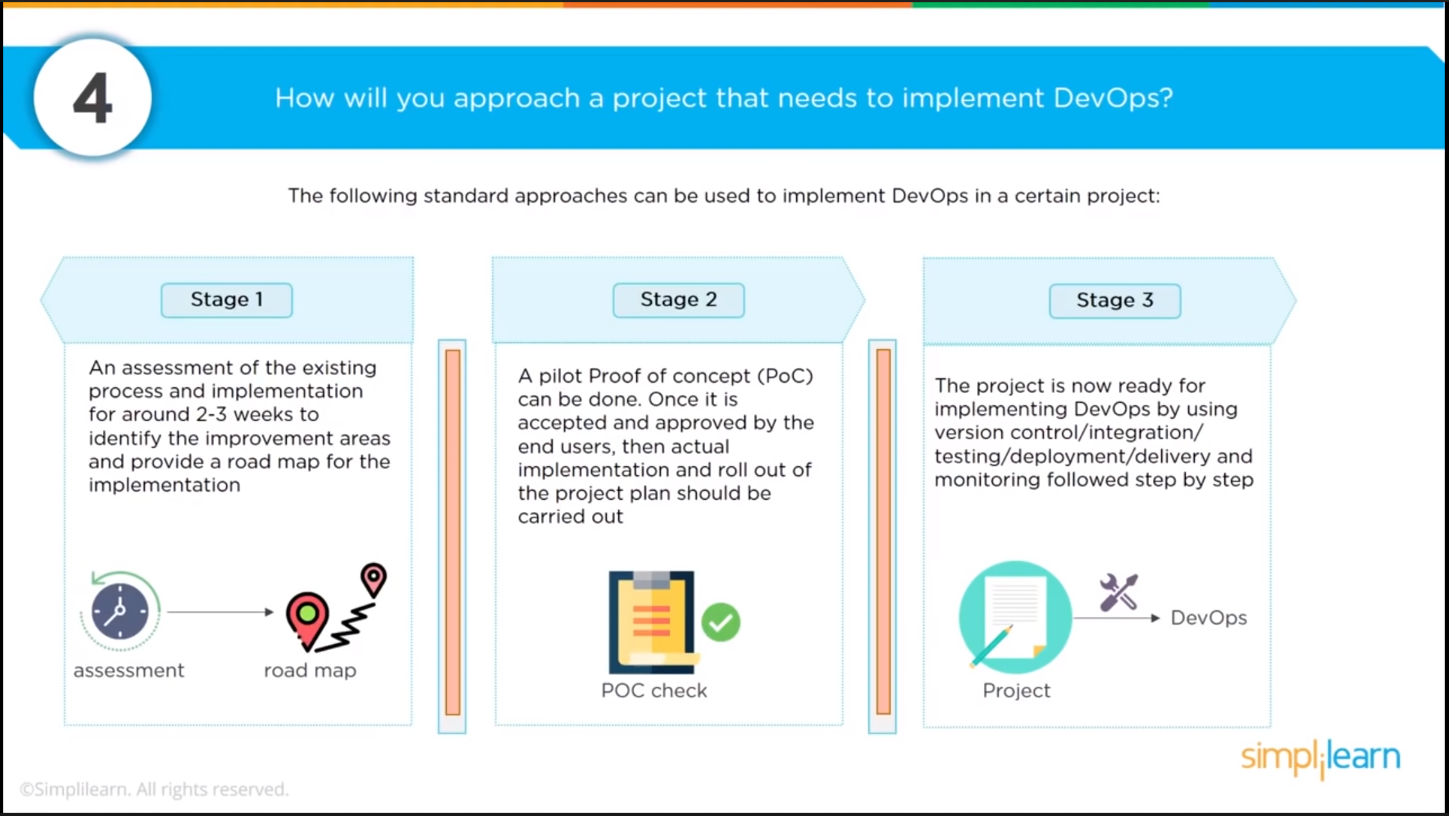 4
How will you approach a project that needs to implement DevOps?
The following standard approaches can be used to implement DevOps in a certain project:
Stage 1
An assessment of the existing
process and implementation
for around 2-3 weeks to
identify the improvement areas
and provide a road map for the
implementation
assessment
road map
Stage 2
A pilot Proof of concept (PoC)
can be done. Once it is
accepted and approved by the
end users, then actual
implementation and roll out of
the project plan should be
carried out
POC check
Stage 3
The project is now ready for
implementing DevOps by using
version control/integration/
testing/deployment/delivery and
monitoring followed step by step
Project
DevOps
simplilearn
©Simplilearn. All rights reserved.